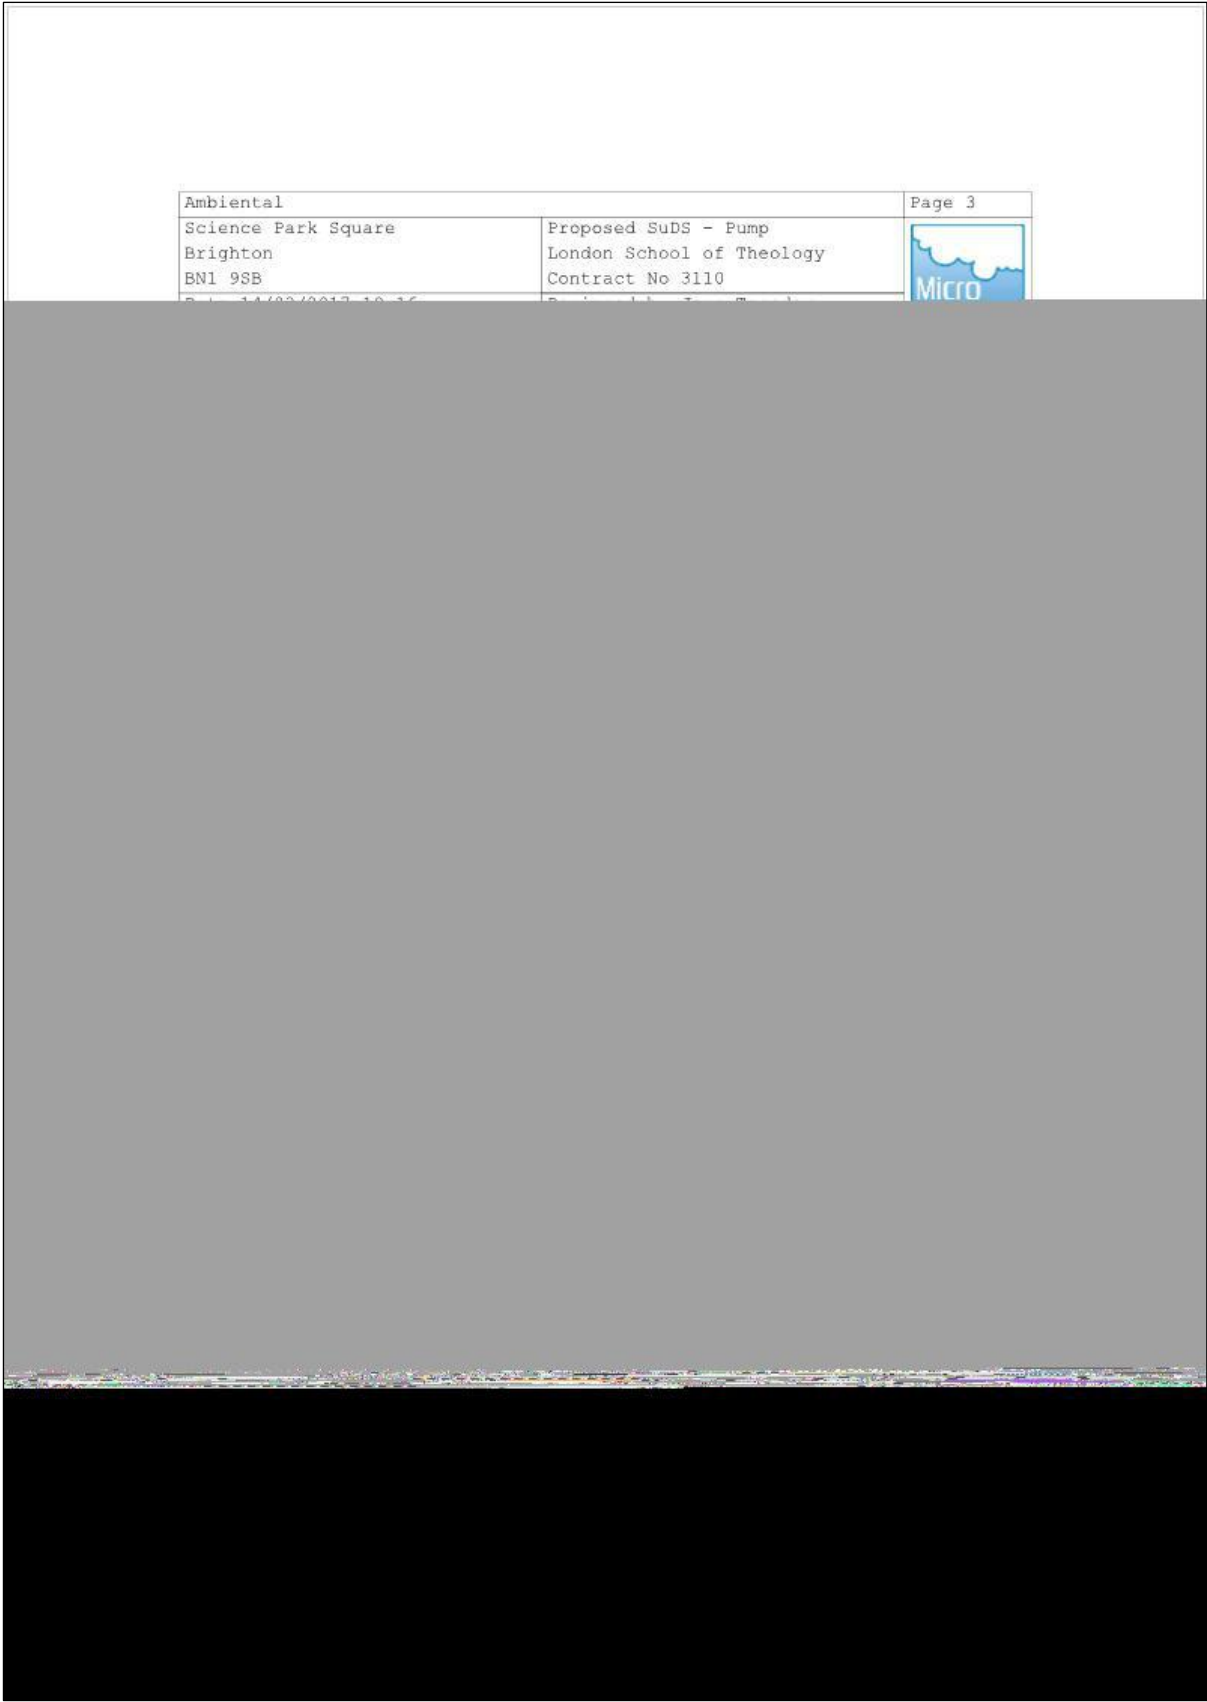 Ambiental Page 3
Science Park Square Proposed SuDS - Pump
Brighton London School of Theology
BN1 9SB Contract No 3110
Micro